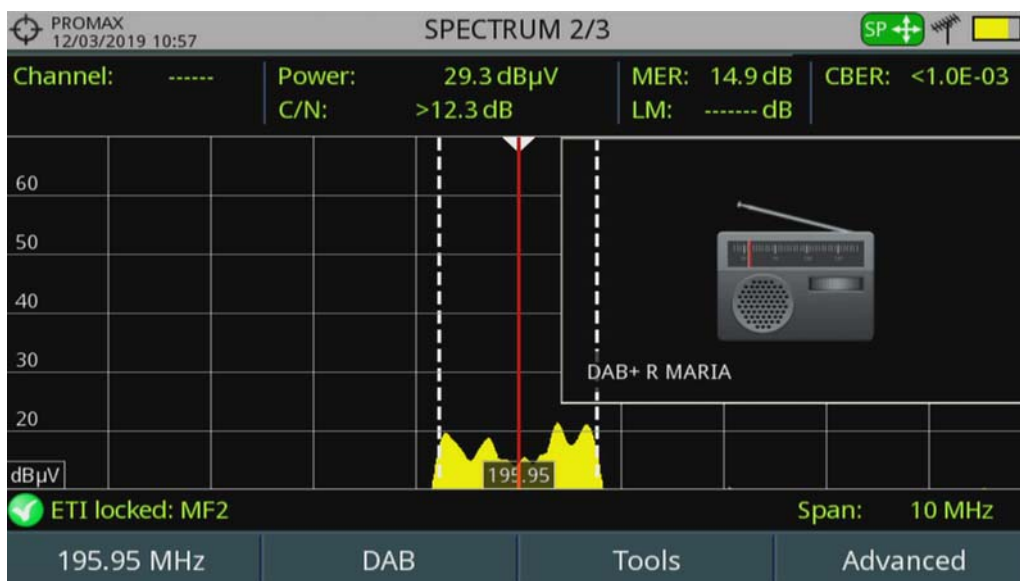 PROMAX
12/03/2019 10:57
SPECTRUM 2/3
SP
Channel: ------
Power: 29.3 dBµV
MER: 14.9 dB
CBER: <1.0E-03
C/N: >12.3 dB
LM: ------- dB
60
50
40
30
DAB+ R MARIA
20
dBµV
195.95
ETI locked: MF2
Span: 10 MHz
195.95 MHz
DAB
Tools
Advanced